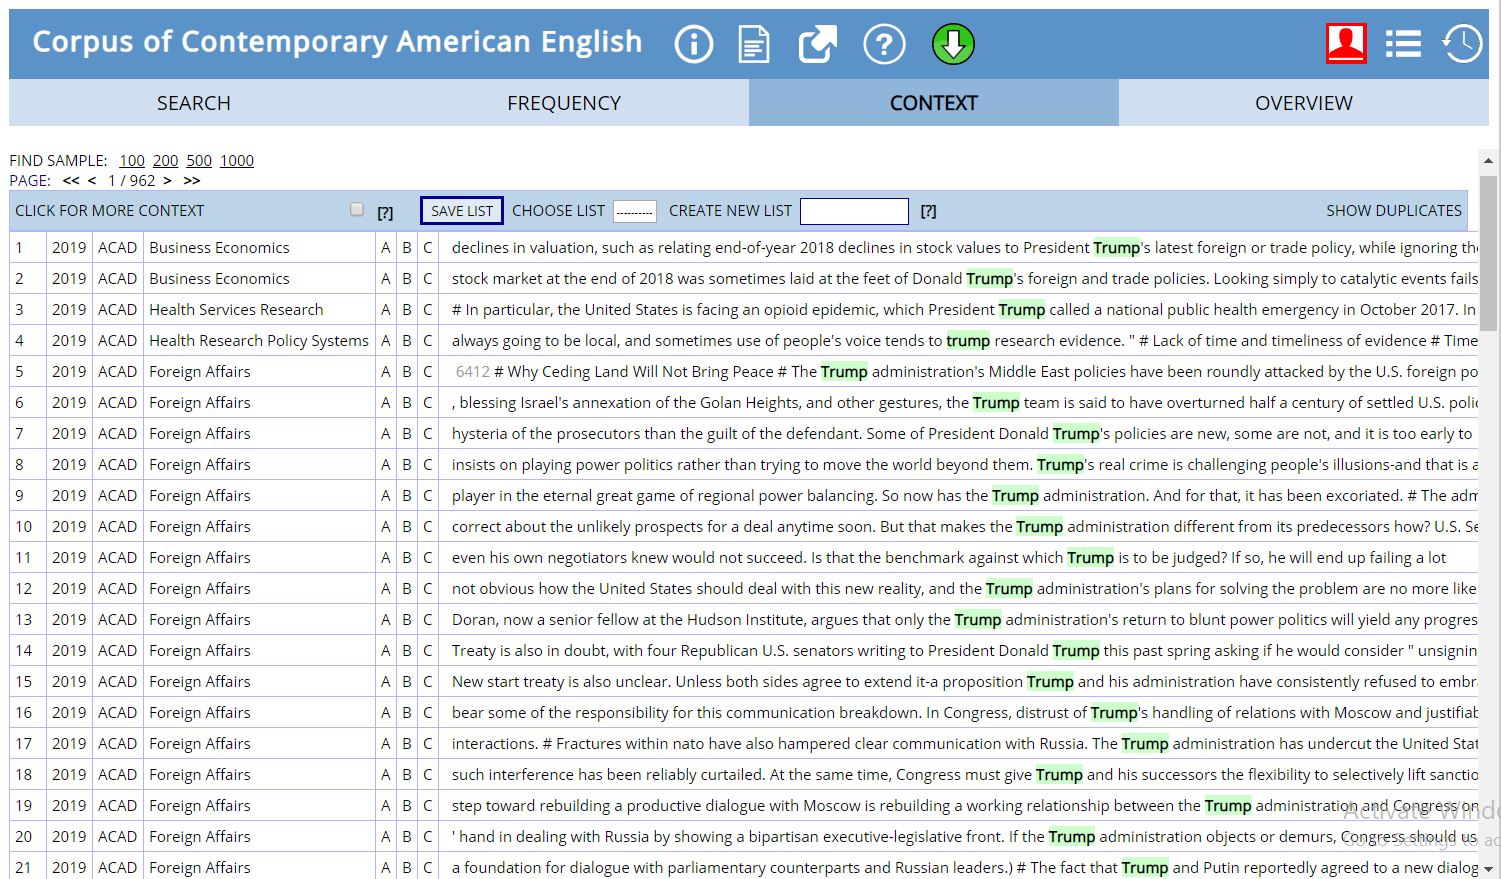 Corpus of Contemporary American English
SEARCH FREQUENCY CONTEXT OVERVIEW
FIND SAMPLE: 100 200 500 1000
PAGE: << < 1 / 962 > >>
CLICK FOR MORE CONTEXT [?] SAVE LIST CHOOSE LIST ---------- CREATE NEW LIST [?] SHOW DUPLICATES
1 2019 ACAD Business Economics A B C declines in valuation, such as relating end-of-year 2018 declines in stock values to President Trump's latest foreign or trade policy, while ignoring the
2 2019 ACAD Business Economics A B C stock market at the end of 2018 was sometimes laid at the feet of Donald Trump's foreign and trade policies. Looking simply to catalytic events fails
3 2019 ACAD Health Services Research A B C # In particular, the United States is facing an opioid epidemic, which President Trump called a national public health emergency in October 2017. In
4 2019 ACAD Health Research Policy Systems A B C always going to be local, and sometimes use of people's voice tends to trump research evidence. " # Lack of time and timeliness of evidence # Time
5 2019 ACAD Foreign Affairs A B C 6412 # Why Ceding Land Will Not Bring Peace # The Trump administration's Middle East policies have been roundly attacked by the U.S. foreign po
6 2019 ACAD Foreign Affairs A B C , blessing Israel's annexation of the Golan Heights, and other gestures, the Trump team is said to have overturned half a century of settled U.S. polic
7 2019 ACAD Foreign Affairs A B C hysteria of the prosecutors than the guilt of the defendant. Some of President Donald Trump's policies are new, some are not, and it is too early to
8 2019 ACAD Foreign Affairs A B C insists on playing power politics rather than trying to move the world beyond them. Trump's real crime is challenging people's illusions-and that is a
9 2019 ACAD Foreign Affairs A B C player in the eternal great game of regional power balancing. So now has the Trump administration. And for that, it has been excoriated. # The adm
10 2019 ACAD Foreign Affairs A B C correct about the unlikely prospects for a deal anytime soon. But that makes the Trump administration different from its predecessors how? U.S. Se
11 2019 ACAD Foreign Affairs A B C even his own negotiators knew would not succeed. Is that the benchmark against which Trump is to be judged? If so, he will end up failing a lot
12 2019 ACAD Foreign Affairs A B C not obvious how the United States should deal with this new reality, and the Trump administration's plans for solving the problem are no more like
13 2019 ACAD Foreign Affairs A B C Doran, now a senior fellow at the Hudson Institute, argues that only the Trump administration's return to blunt power politics will yield any progres
14 2019 ACAD Foreign Affairs A B C Treaty is also in doubt, with four Republican U.S. senators writing to President Donald Trump this past spring asking if he would consider " unsignin
15 2019 ACAD Foreign Affairs A B C New start treaty is also unclear. Unless both sides agree to extend it-a proposition Trump and his administration have consistently refused to embr
16 2019 ACAD Foreign Affairs A B C bear some of the responsibility for this communication breakdown. In Congress, distrust of Trump's handling of relations with Moscow and justifiab
17 2019 ACAD Foreign Affairs A B C interactions. # Fractures within nato have also hampered clear communication with Russia. The Trump administration has undercut the United Stat
18 2019 ACAD Foreign Affairs A B C such interference has been reliably curtailed. At the same time, Congress must give Trump and his successors the flexibility to selectively lift sanctio
19 2019 ACAD Foreign Affairs A B C step toward rebuilding a productive dialogue with Moscow is rebuilding a working relationship between the Trump administration and Congress on
20 2019 ACAD Foreign Affairs A B C ' hand in dealing with Russia by showing a bipartisan executive-legislative front. If the Trump administration objects or demurs, Congress should us
21 2019 ACAD Foreign Affairs A B C a foundation for dialogue with parliamentary counterparts and Russian leaders.) # The fact that Trump and Putin reportedly agreed to a new dialog
Activate Windo
Go to Settings to ac